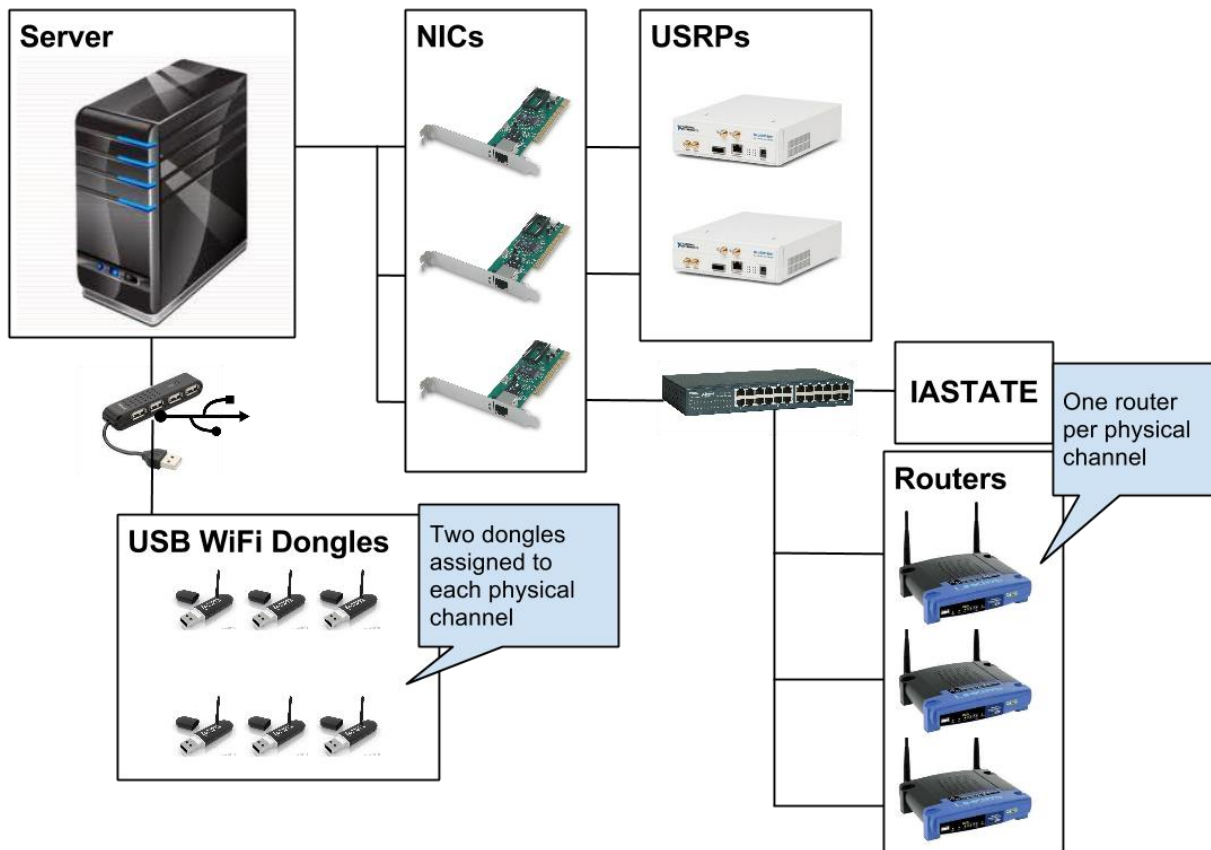 Server
NICs
USRPs
IASTATE
One router
per physical
channel
Routers
USB WiFi Dongles
Two dongles
assigned to
each physical
channel